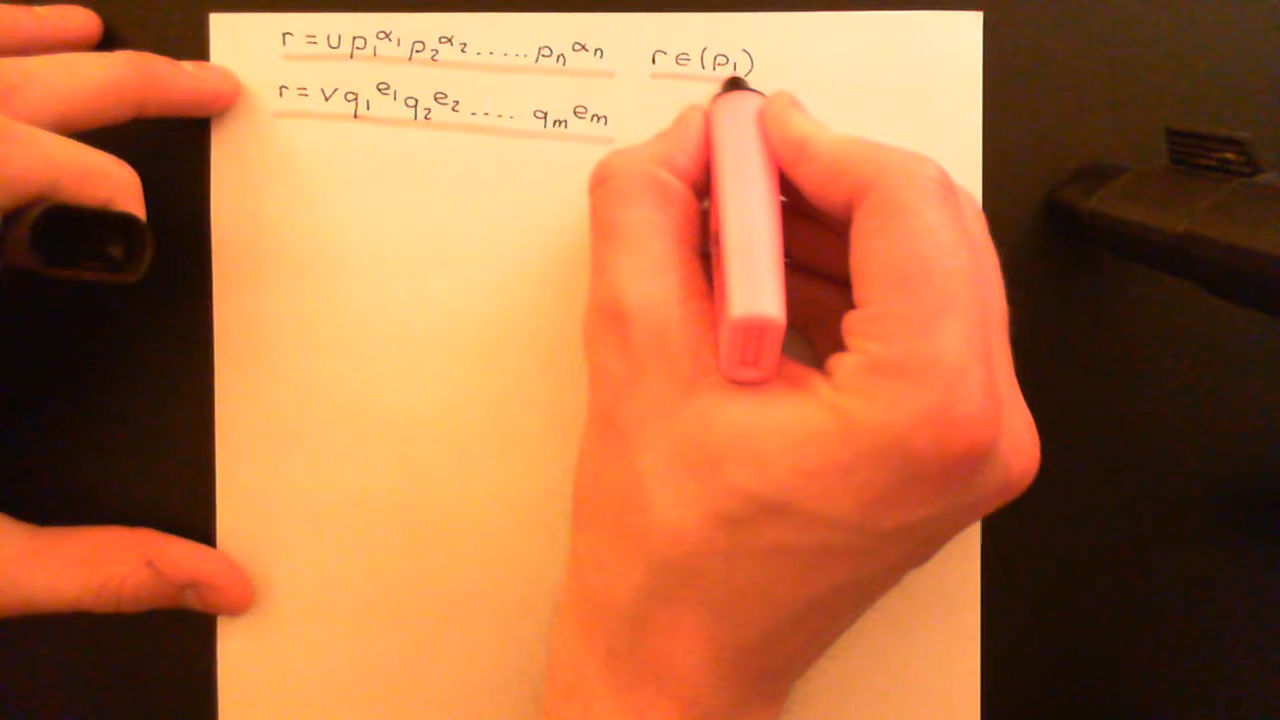 r = u p₁^α₁ p₂^α₂ ...... pₙ^αₙ
r ∈ (p₁)
r = v q₁^e₁ q₂^e₂ .... qₘ^eₘ